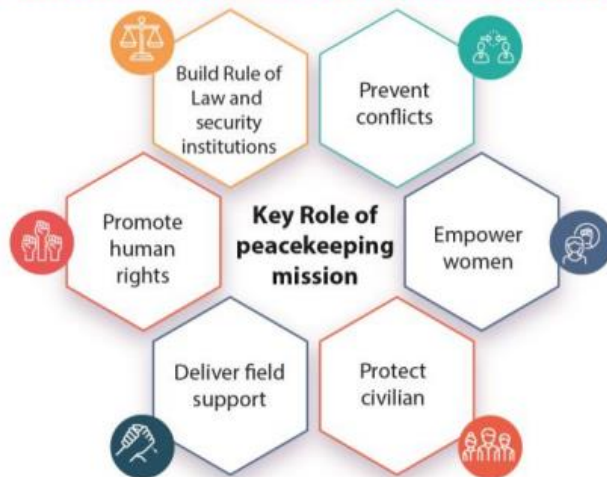 Build Rule of
Law and
security
institutions
Prevent
conflicts
Promote
human
rights
Key Role of
peacekeeping
mission
Empower
women
Deliver field
support
Protect
civilian